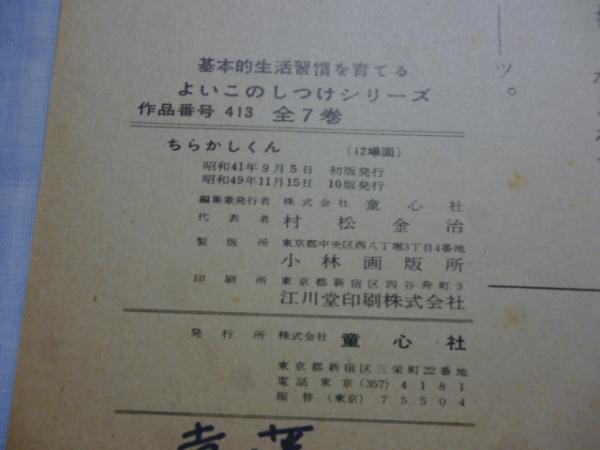 基本的生活習慣を育てる
よいこのしつけシリーズ
作品番号 413 全7巻
ちらかしくん (12場面)
昭和41年9月5日 初版発行
昭和49年11月15日 10版発行
編集兼発行者 株式会社 童心社
代表者 村松金治
製版所 東京都中央区西八丁堀3丁目4番地
小林画版所
印刷所 東京都新宿区四谷舟町3
江川堂印刷株式会社
発行所 株式会社 童心社
東京都新宿区三栄町22番地
電話 東京(357)4181
振替(東京)75504
ーッ。